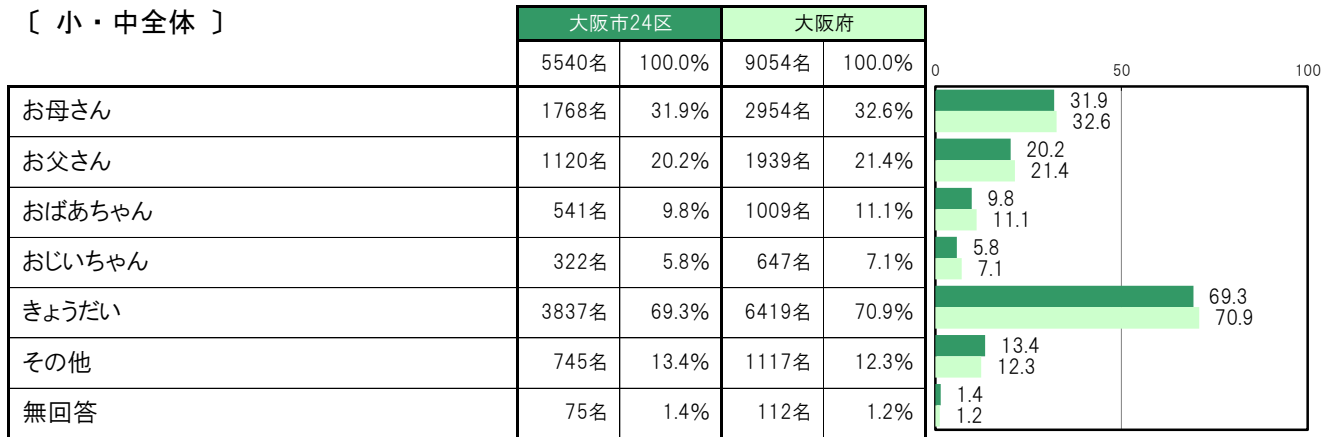 〔 小・中全体 〕
大阪市24区 大阪府
5540名 100.0% 9054名 100.0%
0 50 100
お母さん 1768名 31.9% 2954名 32.6%
31.9
32.6
お父さん 1120名 20.2% 1939名 21.4%
20.2
21.4
おばあちゃん 541名 9.8% 1009名 11.1%
9.8
11.1
おじいちゃん 322名 5.8% 647名 7.1%
5.8
7.1
きょうだい 3837名 69.3% 6419名 70.9%
69.3
70.9
その他 745名 13.4% 1117名 12.3%
13.4
12.3
無回答 75名 1.4% 112名 1.2%
1.4
1.2